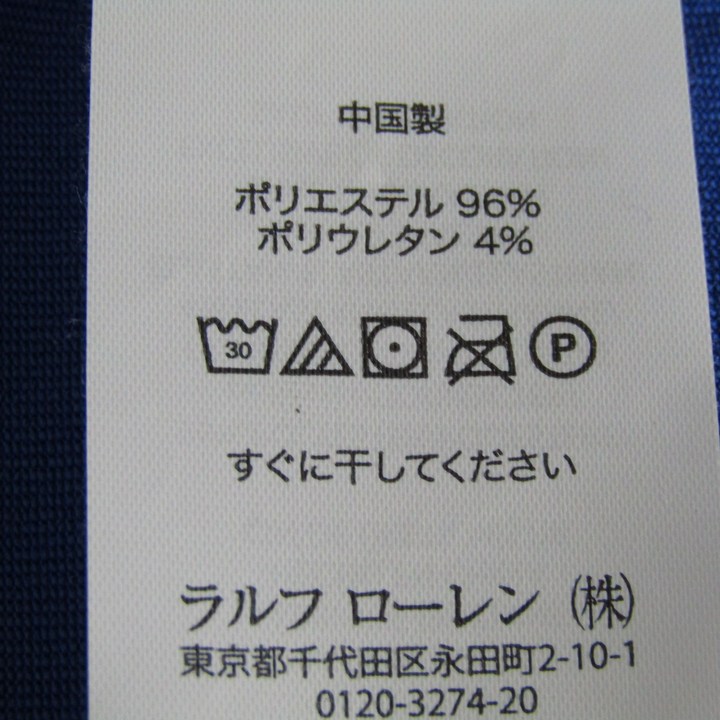 中国製
ポリエステル 96%
ポリウレタン 4%
30 P
すぐに干してください
ラルフ ローレン (株)
東京都千代田区永田町2-10-1
0120-3274-20